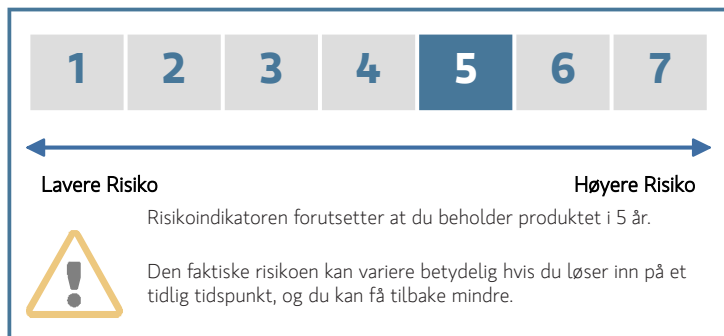 1 2 3 4 5 6 7
Lavere Risiko Høyere Risiko
Risikoindikatoren forutsetter at du beholder produktet i 5 år.
Den faktiske risikoen kan variere betydelig hvis du løser inn på et
tidlig tidspunkt, og du kan få tilbake mindre.